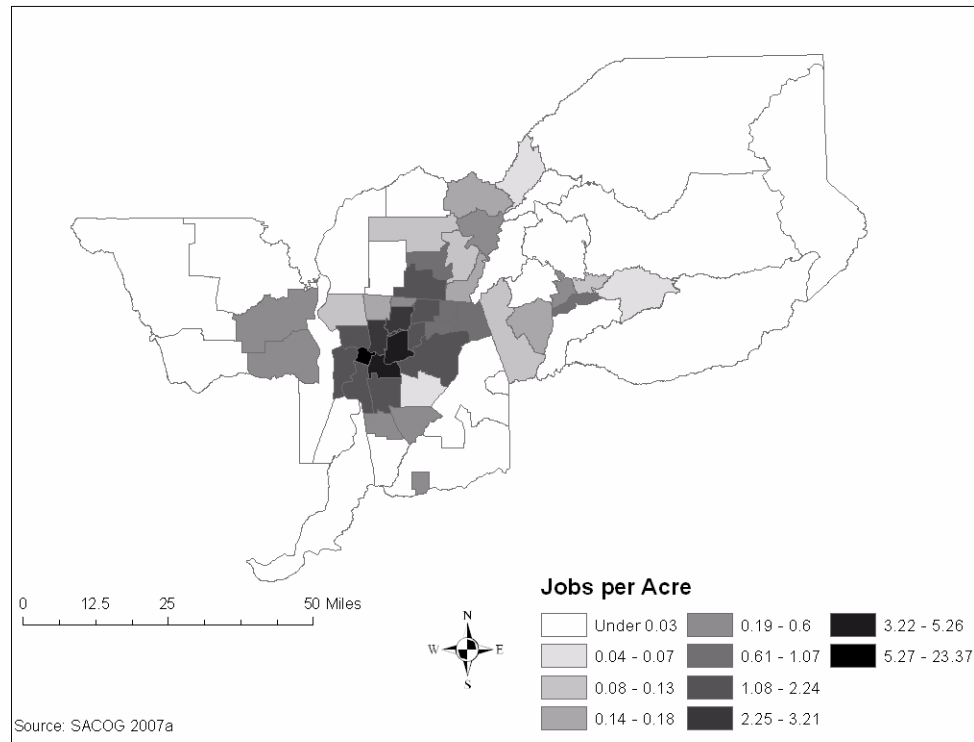 0 12.5 25 50 Miles
N
W E
S
Jobs per Acre
Under 0.03
0.04 - 0.07
0.08 - 0.13
0.14 - 0.18
0.19 - 0.6
0.61 - 1.07
1.08 - 2.24
2.25 - 3.21
3.22 - 5.26
5.27 - 23.37
Source: SACOG 2007a